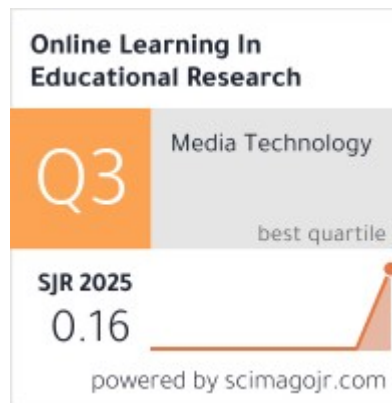 Online Learning In
Educational Research
Q3
Media Technology
best quartile
SJR 2025
0.16
powered by scimagojr.com